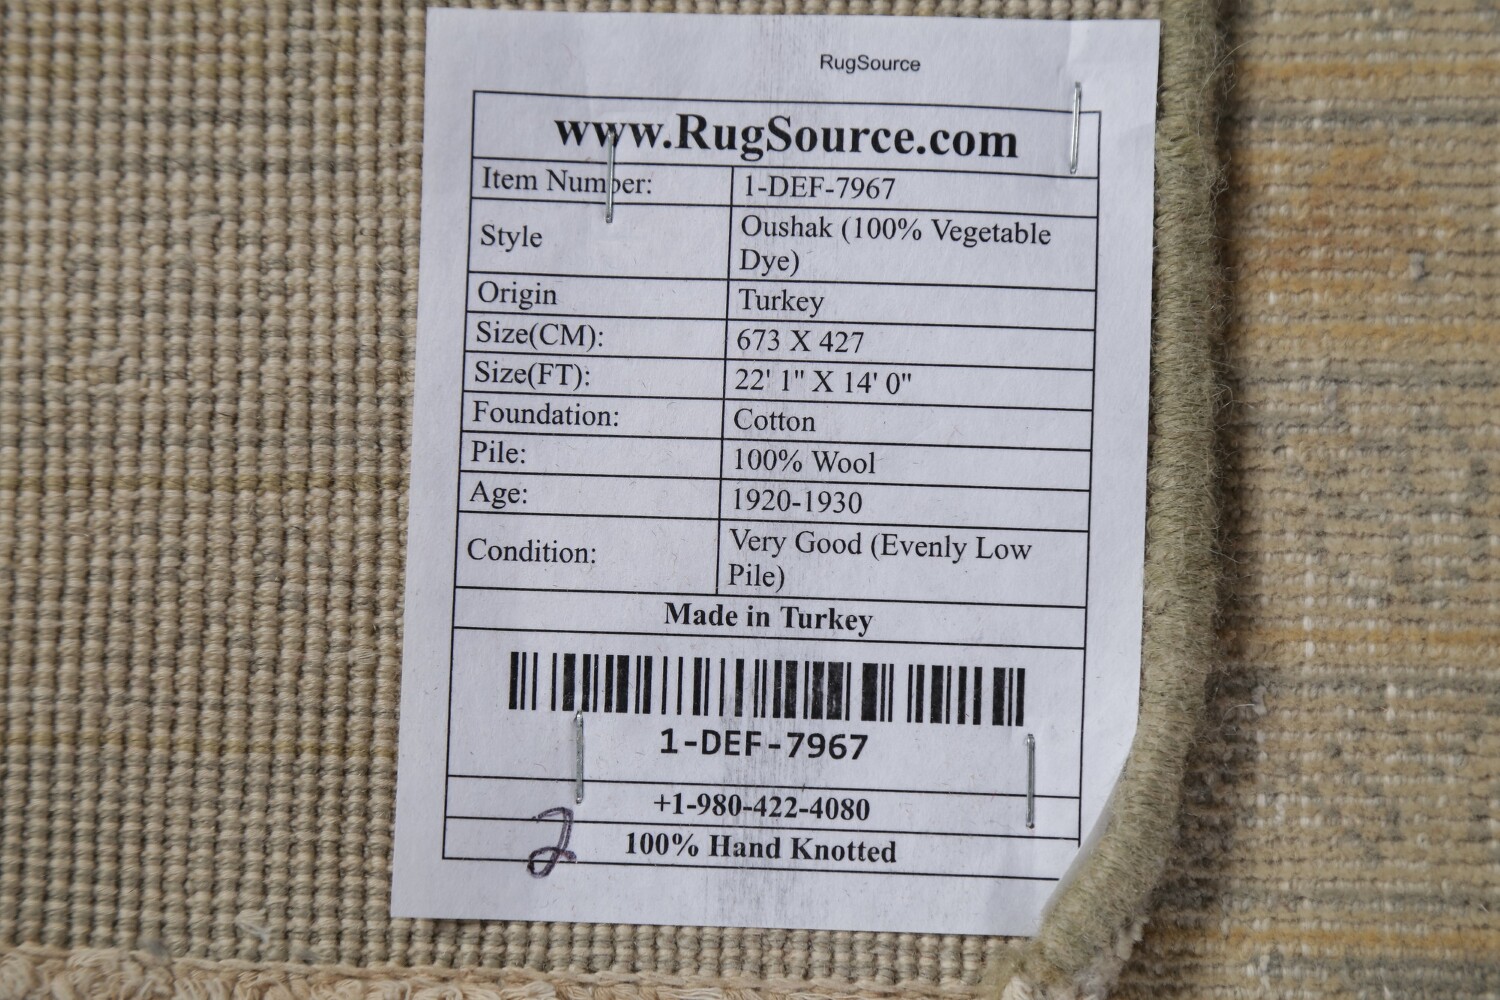 RugSource
www.RugSource.com
Item Number: 1-DEF-7967
Style Oushak (100% Vegetable
Dye)
Origin Turkey
Size(CM): 673 X 427
Size(FT): 22' 1" X 14' 0"
Foundation: Cotton
Pile: 100% Wool
Age: 1920-1930
Condition: Very Good (Evenly Low
Pile)
Made in Turkey
1-DEF-7967
+1-980-422-4080
2
100% Hand Knotted